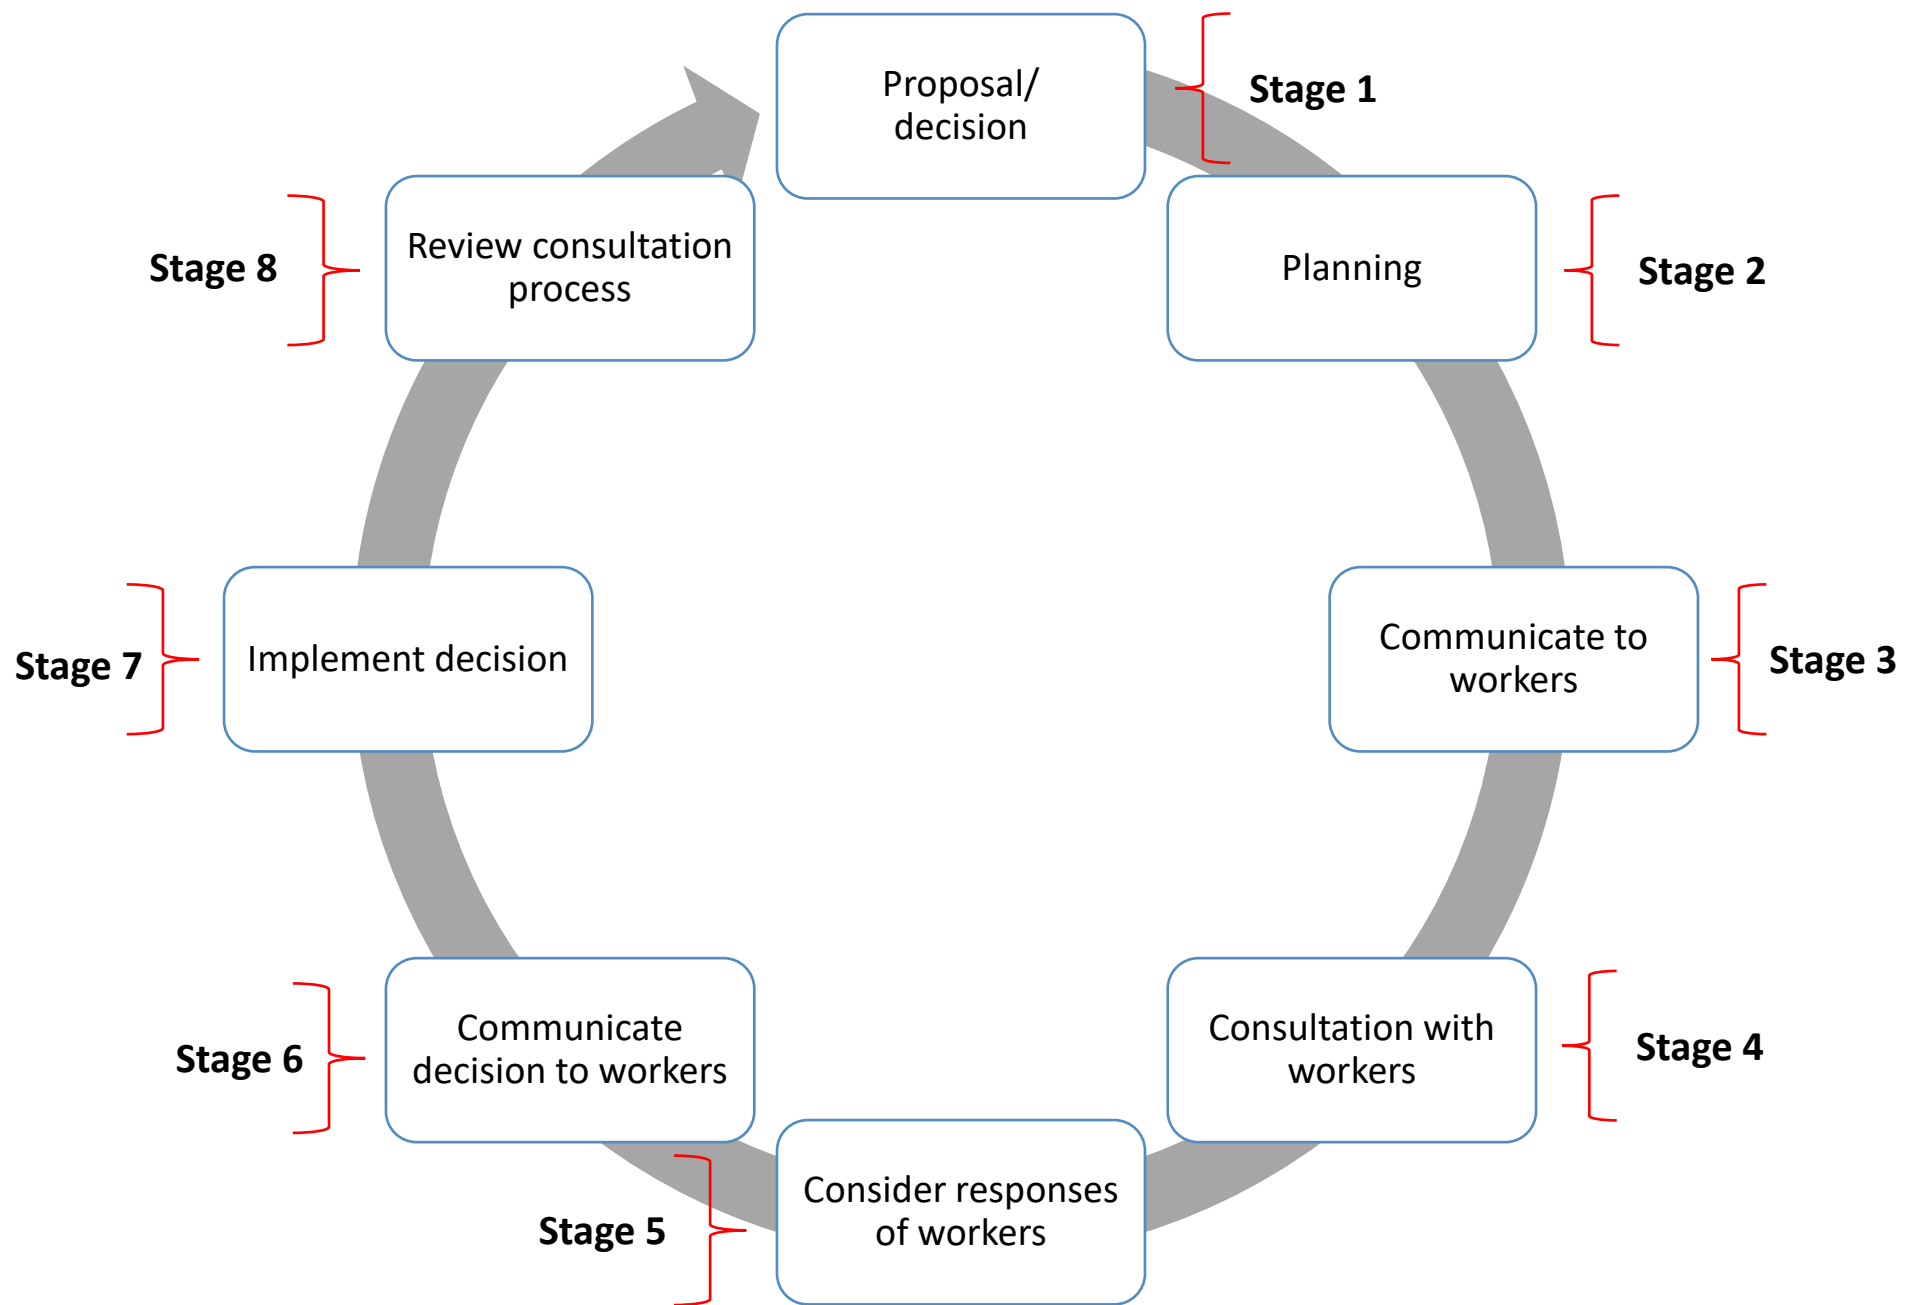 Proposal/
decision
Stage 1
Planning
Stage 2
Communicate to
workers
Stage 3
Consultation with
workers
Stage 4
Consider responses
of workers
Stage 5
Communicate
decision to workers
Stage 6
Implement decision
Stage 7
Review consultation
process
Stage 8